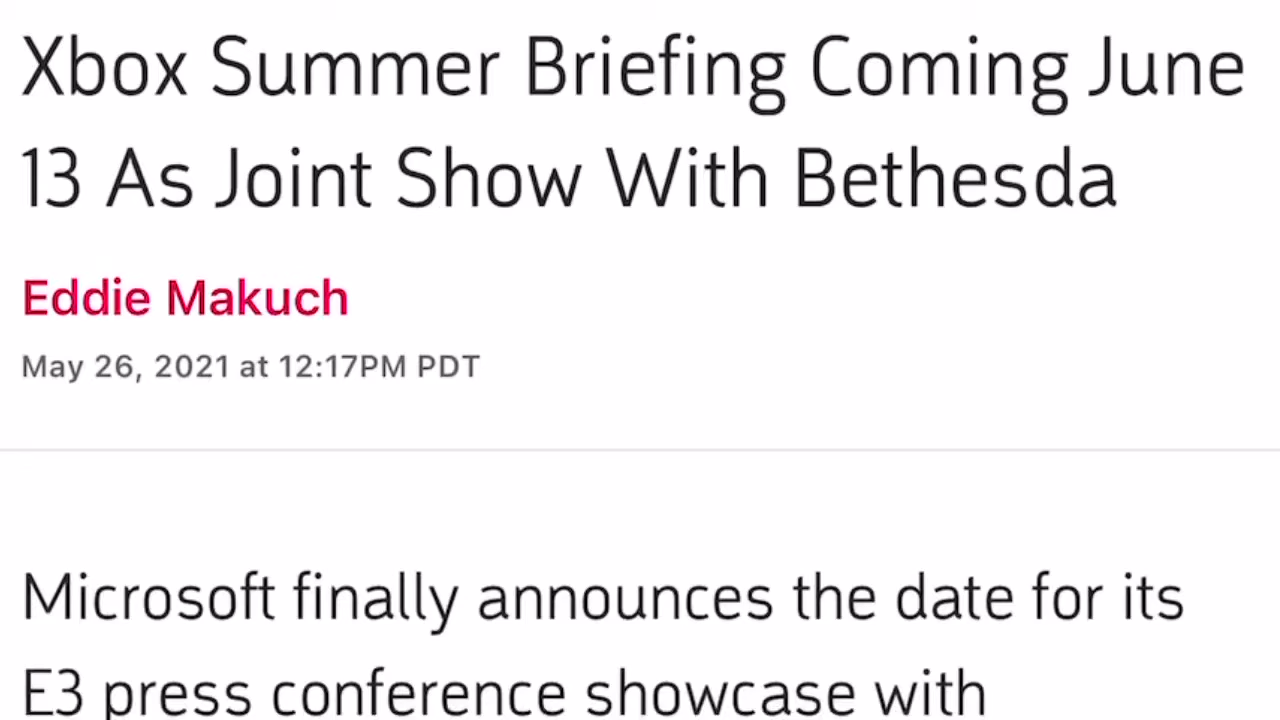 Xbox Summer Briefing Coming June
13 As Joint Show With Bethesda
Eddie Makuch
May 26, 2021 at 12:17PM PDT
Microsoft finally announces the date for its
E3 press conference showcase with